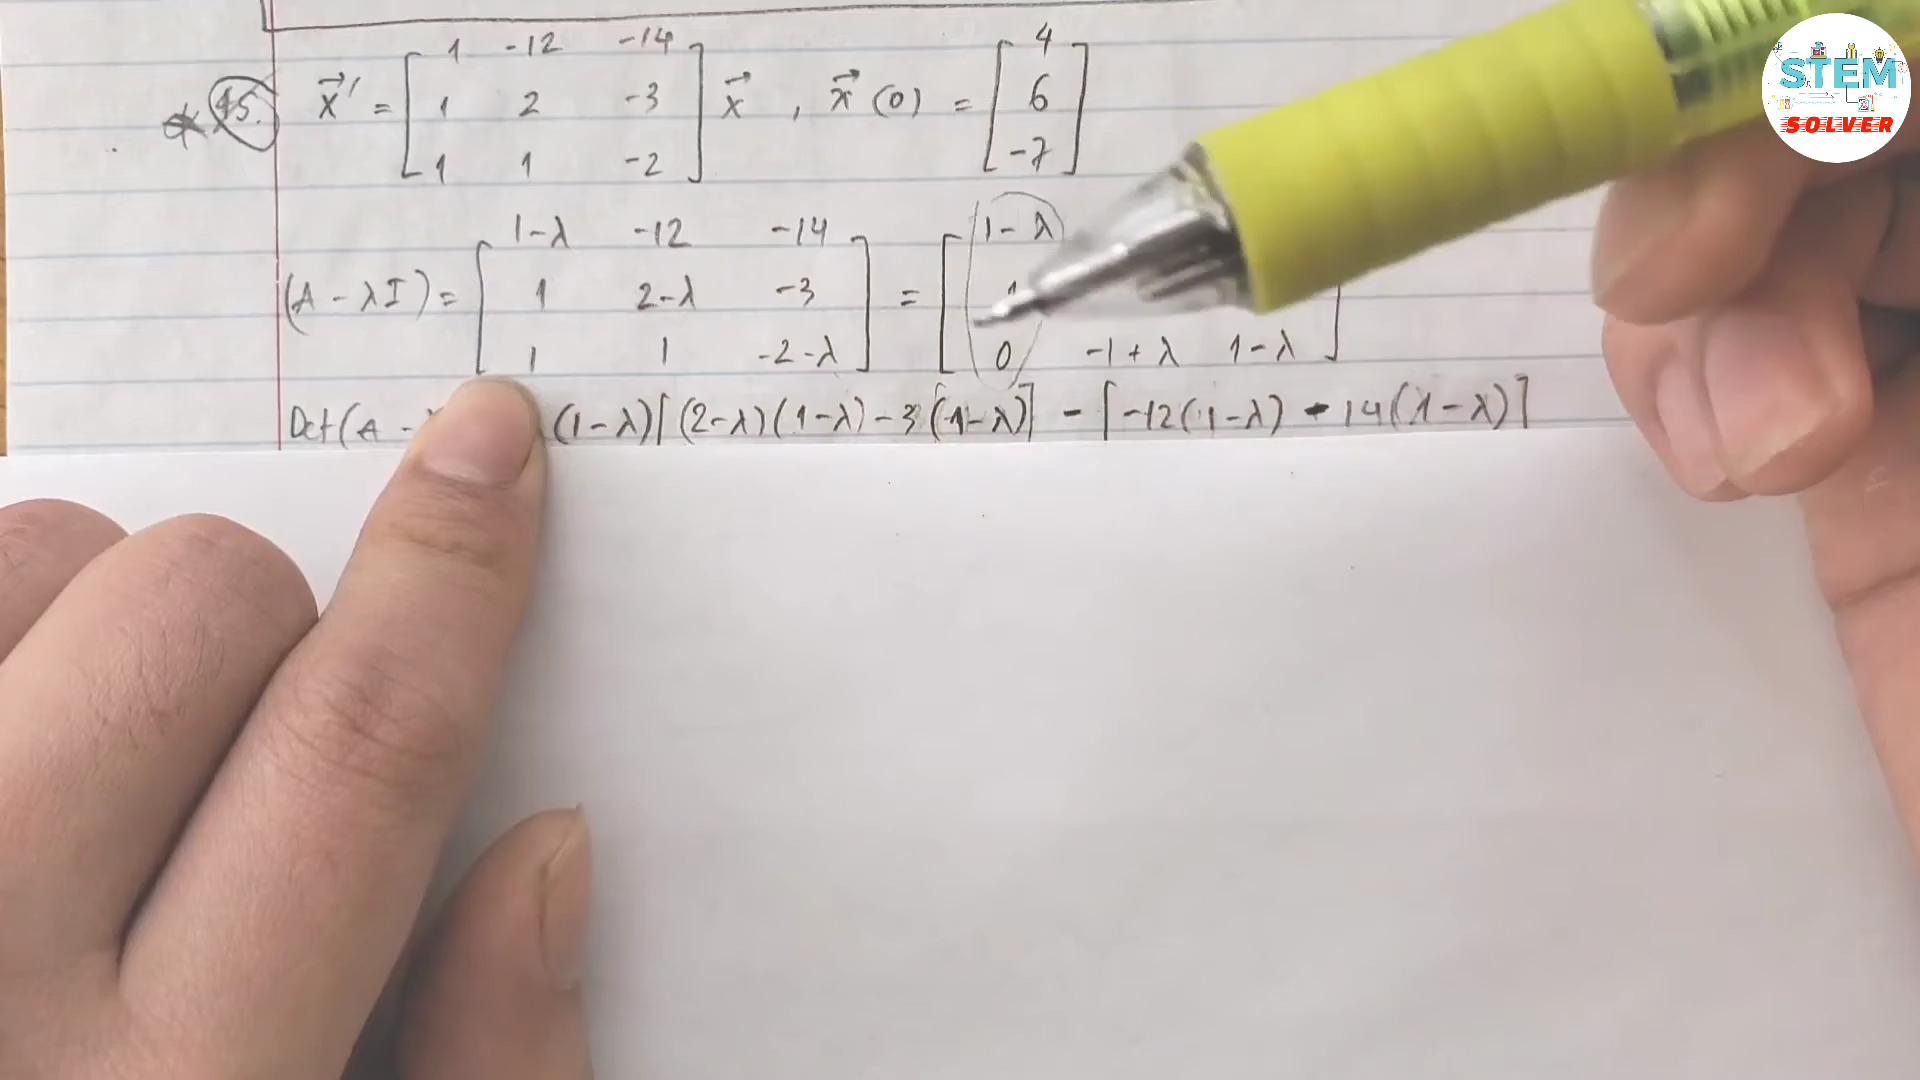 45. x⃗' = [1 -12 -14; 1 2 -3; 1 1 -2] x⃗ , x⃗(0) = [4; 6; -7]
(A - λI) = [1-λ -12 -14; 1 2-λ -3; 1 1 -2-λ] = [1-λ; 1; 0 -1+λ 1-λ]
Det(A - (1-λ)[(2-λ)(1-λ) - 3(1-λ)] - [-12(1-λ) - 14(1-λ)]
STEM
SOLVER